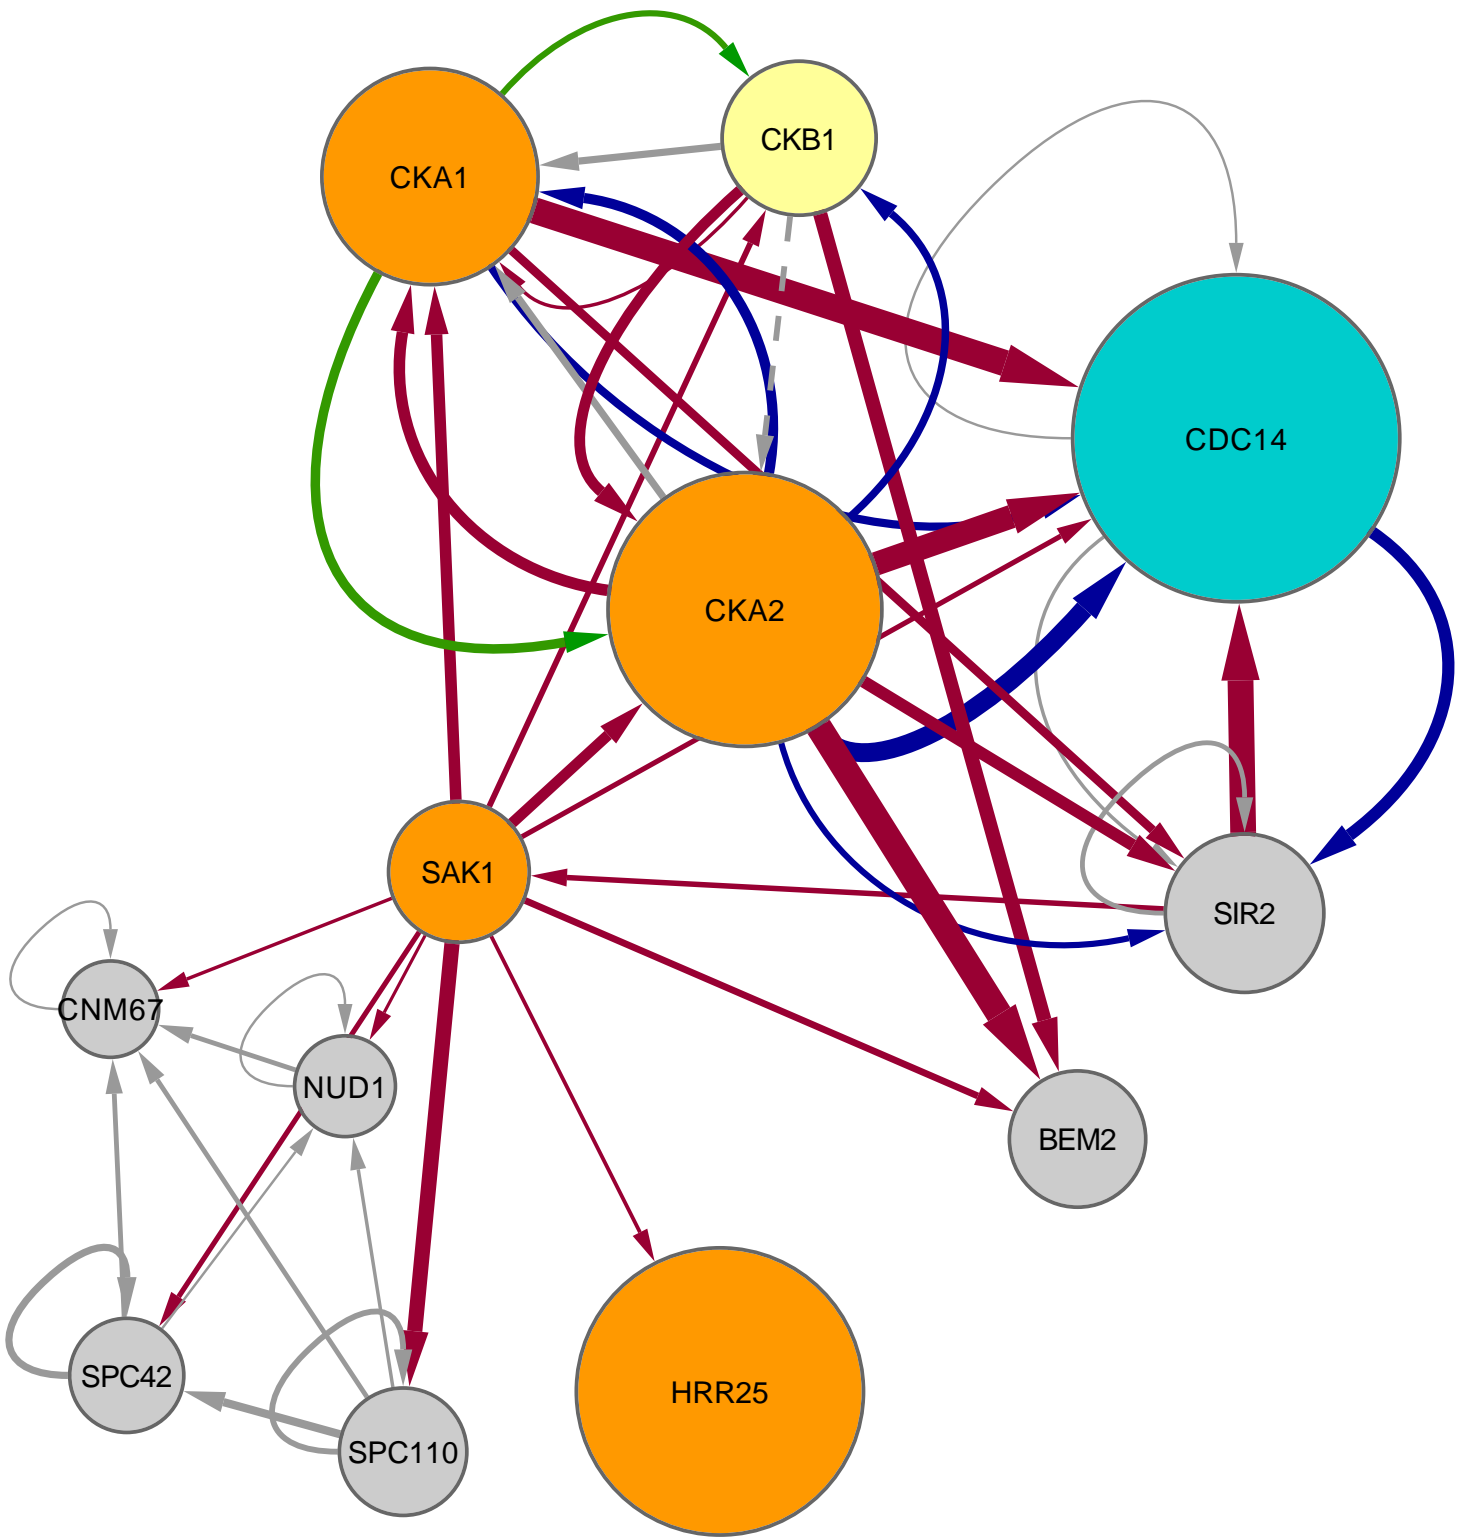 CKB1
CKA1
CDC14
CKA2
SAK1
SIR2
CNM67
NUD1
BEM2
SPC42
HRR25
SPC110